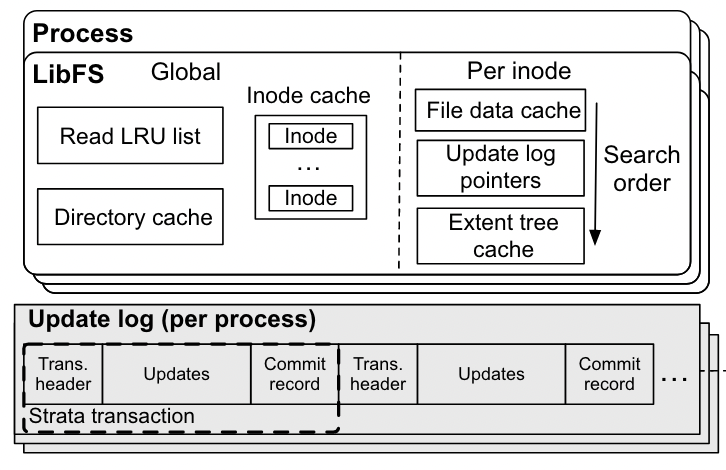 Process
LibFS
Global
Per inode
Inode cache
Read LRU list
Inode
...
Inode
Directory cache
File data cache
Update log
pointers
Extent tree
cache
Search
order
Update log (per process)
Trans.
header
Updates
Commit
record
Trans.
header
Updates
Commit
record
...
Strata transaction